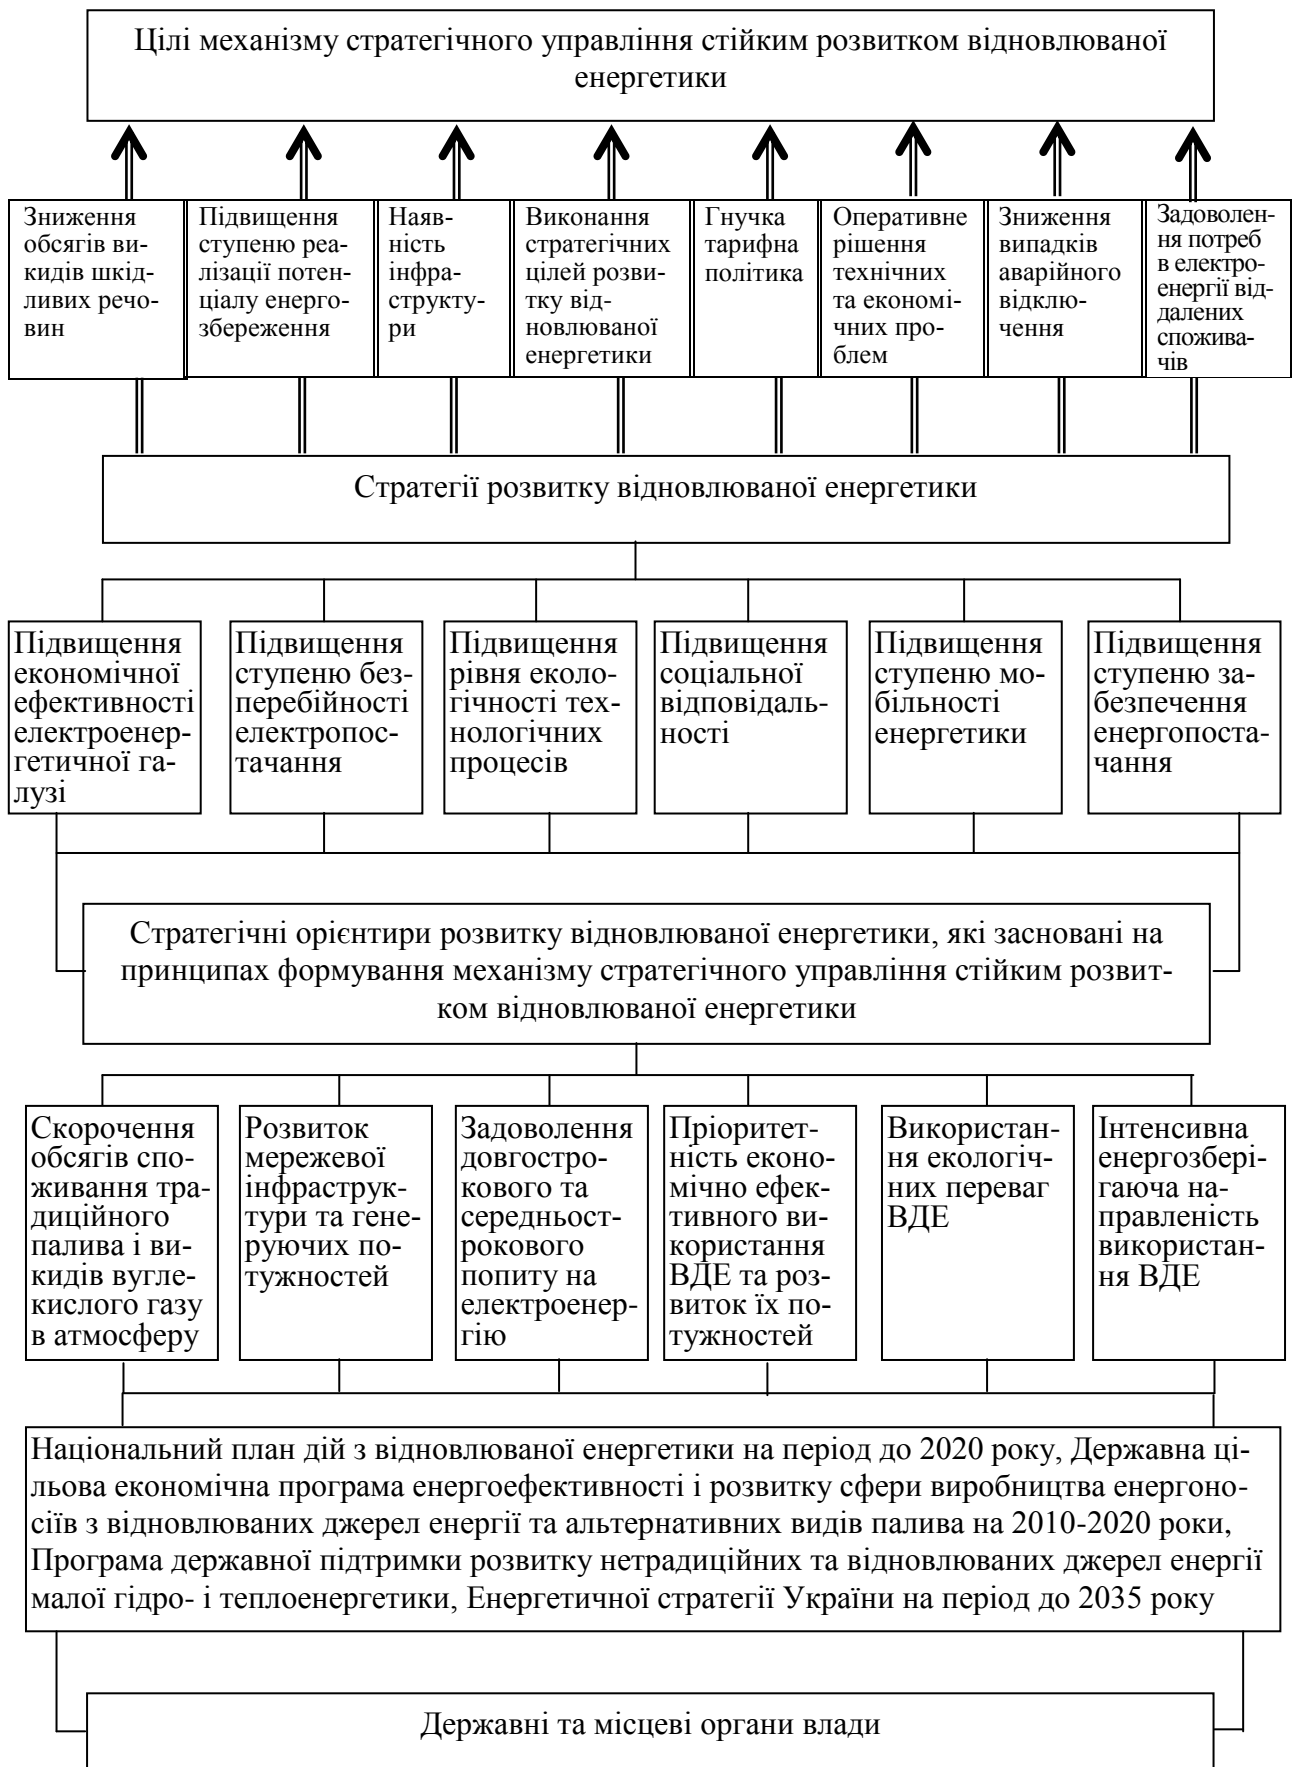 Цілі механізму стратегічного управління стійким розвитком відновлюваної
енергетики
Зниження
обсягів ви-
кидів шкід-
ливих речо-
вин
Підвищення
ступеню реа-
лізації потен-
ціалу енерго-
збереження
Наяв-
ність
інфра-
структу-
ри
Виконання
стратегічних
цілей розви-
тку від-
новлюваної
енергетики
Гнучка
тарифна
політика
Оперативне
рішення
технічних
та економі-
чних про-
блем
Зниження
випадків
аварійного
відклю-
чення
Задоволен-
ня потреб
в електро-
енергії від-
далених
спожива-
чів
Стратегії розвитку відновлюваної енергетики
Підвищення
економічної
ефективності
електроенер-
гетичної га-
лузі
Підвищення
ступеню без-
перебійності
електропос-
тачання
Підвищення
рівня еколо-
гічності тех-
нологічних
процесів
Підвищення
соціальної
відповідаль-
ності
Підвищення
ступеню мо-
більності
енергетики
Підвищення
ступеню за-
безпечення
енергопоста-
чання
Стратегічні орієнтири розвитку відновлюваної енергетики, які засновані на
принципах формування механізму стратегічного управління стійким розвит-
ком відновлюваної енергетики
Скорочення
обсягів спо-
живання тра-
диційного
палива і ви-
кидів вугле-
кислого газу
в атмосферу
Розвиток
мережевої
інфраструк-
тури та гене-
руючих по-
тужностей
Задоволення
довгостро-
кового та
середньост-
рокового
попиту на
електроенер-
гію
Пріоритет-
ність еконо-
мічно ефек-
тивного ви-
користання
ВДЕ та роз-
виток їх по-
тужностей
Використан-
ня екологіч-
них переваг
ВДЕ
Інтенсивна
енергозбері-
гаюча на-
правленість
використан-
ня ВДЕ
Національний план дій з відновлюваної енергетики на період до 2020 року, Державна ці-
льова економічна програма енергоефективності і розвитку сфери виробництва енергоно-
сіїв з відновлюваних джерел енергії та альтернативних видів палива на 2010-2020 роки,
Програма державної підтримки розвитку нетрадиційних та відновлюваних джерел енергії
малої гідро- і теплоенергетики, Енергетичної стратегії України на період до 2035 року
Державні та місцеві органи влади